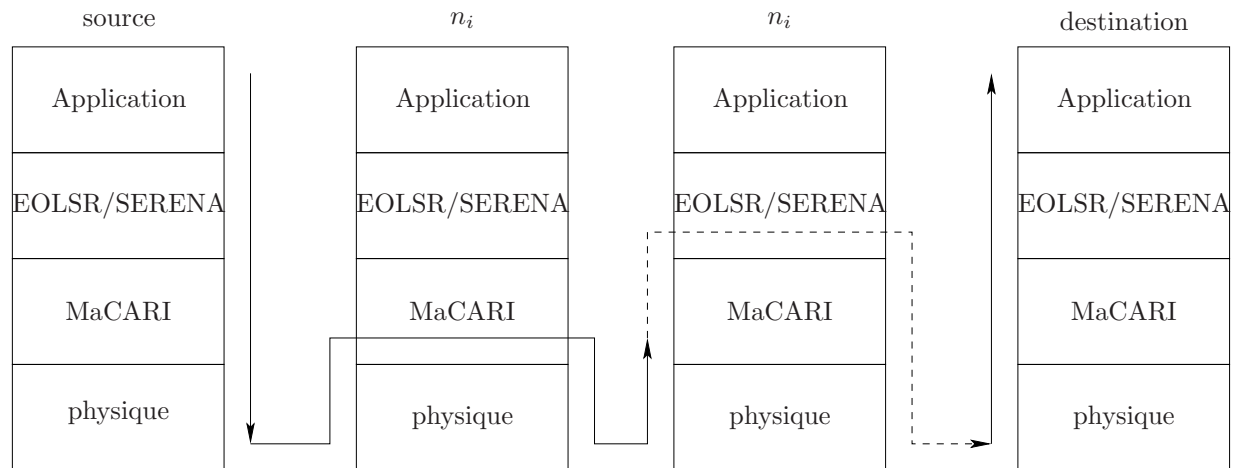 source
n_i
n_i
destination
Application
Application
Application
Application
EOLSR/SERENA
EOLSR/SERENA
EOLSR/SERENA
EOLSR/SERENA
MaCARI
MaCARI
MaCARI
MaCARI
physique
physique
physique
physique